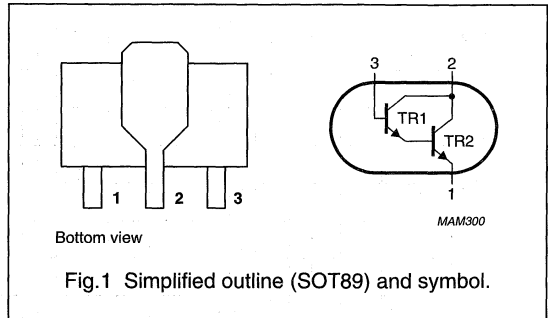 3 2
TR1
TR2
1
1 2 3
MAM300
Bottom view
Fig.1 Simplified outline (SOT89) and symbol.